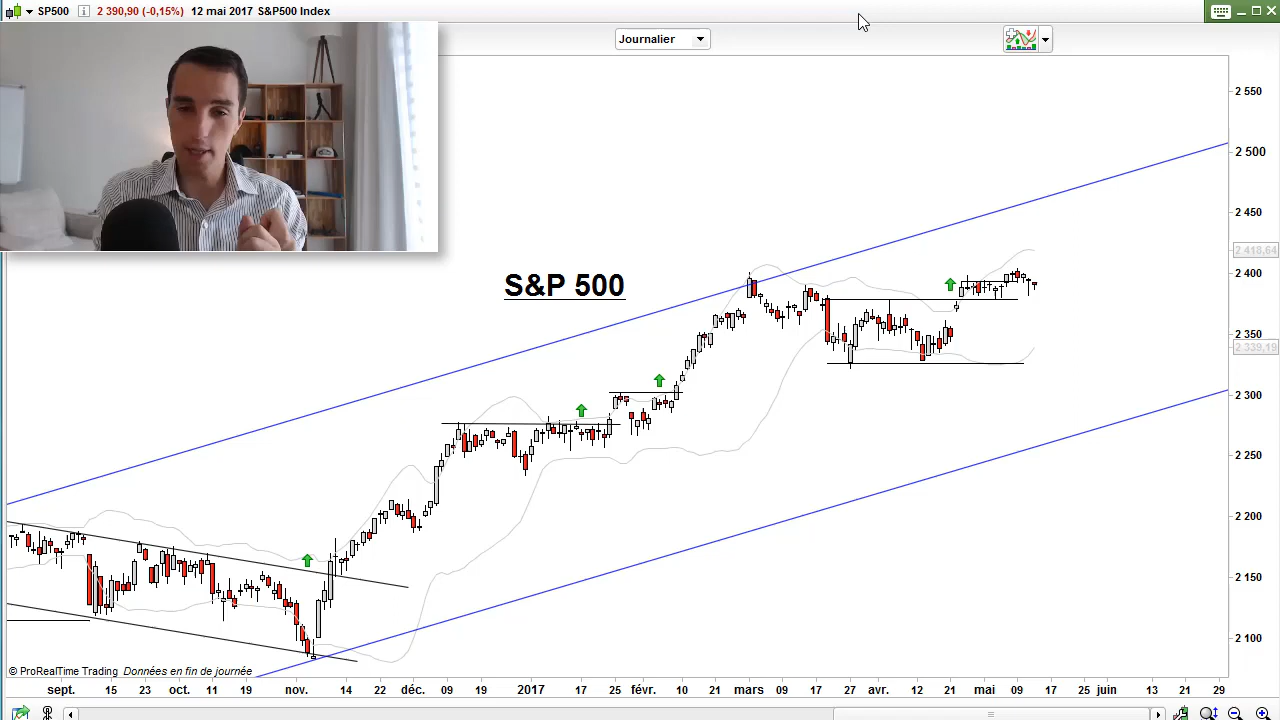 SP500 i 2 390,90 (-0,15%) 12 mai 2017 S&P500 Index
Journalier
2 550
2 500
2 450
2 418,64
2 400
S&P 500
2 350
2 339,19
2 300
2 250
2 200
2 150
2 100
© ProRealTime Trading Données en fin de journée
sept. 15 23 oct. 11 19 nov. 14 22 déc. 09 19 2017 17 25 févr. 10 21 mars 09 17 27 avr. 12 21 mai 09 17 25 juin 13 21 29